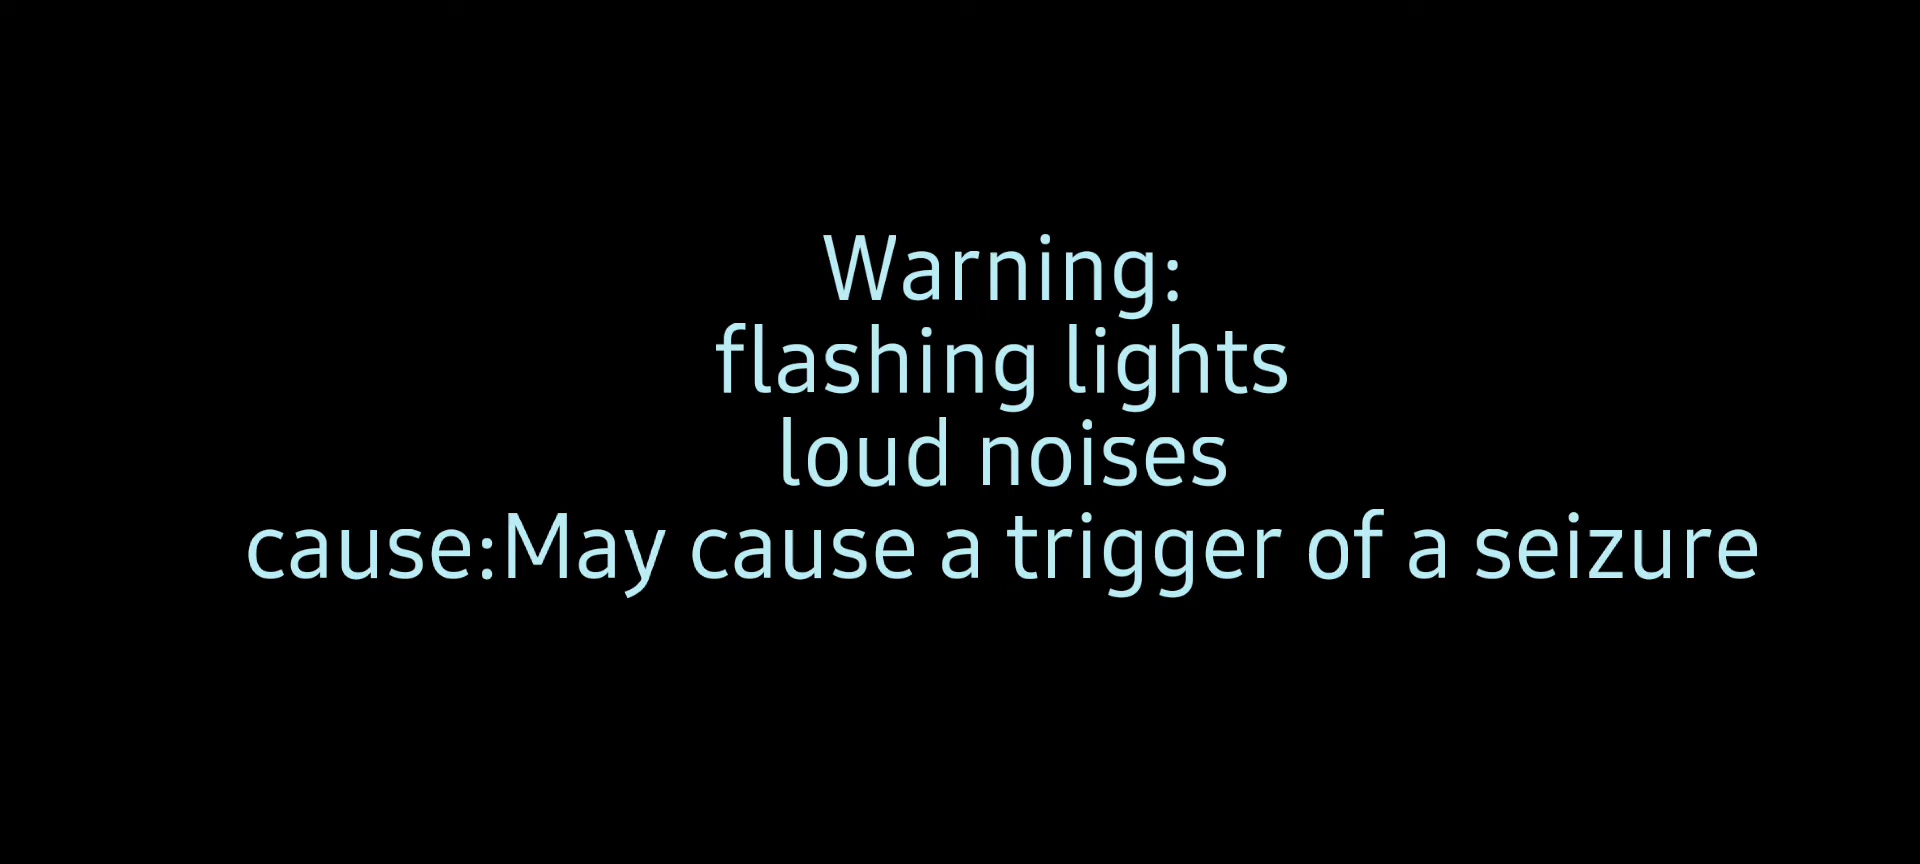 Warning:
flashing lights
loud noises
cause:May cause a trigger of a seizure